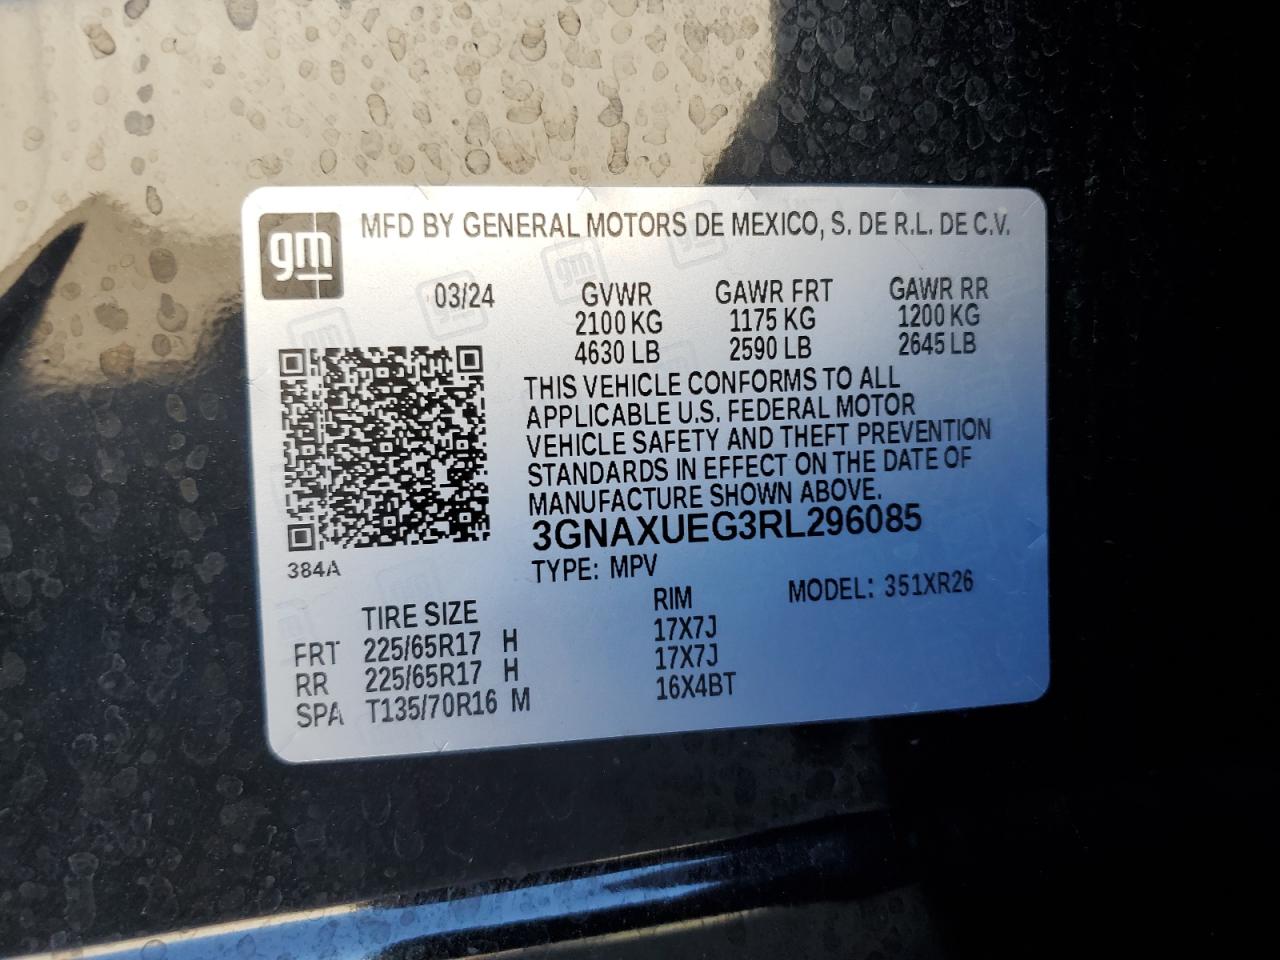 gm
MFD BY GENERAL MOTORS DE MEXICO, S. DE R.L. DE C.V.
03/24 GVWR GAWR FRT GAWR RR
2100 KG 1175 KG 1200 KG
4630 LB 2590 LB 2645 LB
THIS VEHICLE CONFORMS TO ALL
APPLICABLE U.S. FEDERAL MOTOR
VEHICLE SAFETY AND THEFT PREVENTION
STANDARDS IN EFFECT ON THE DATE OF
MANUFACTURE SHOWN ABOVE.
3GNAXUEG3RL296085
384A
TYPE: MPV
MODEL: 351XR26
TIRE SIZE RIM
FRT 225/65R17 H 17X7J
RR 225/65R17 H 17X7J
SPA T135/70R16 M 16X4BT